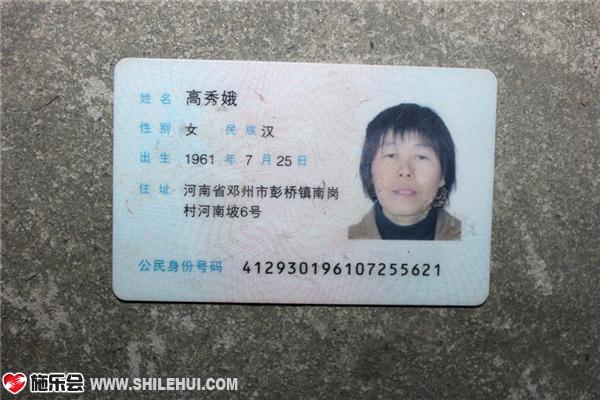 姓名 高秀娥
性别 女 民族 汉
出生 1961 年 7 月 25 日
住址 河南省邓州市彭桥镇南岗
村河南坡6号
公民身份号码 412930196107255621
施乐会 WWW.SHILEHUI.COM